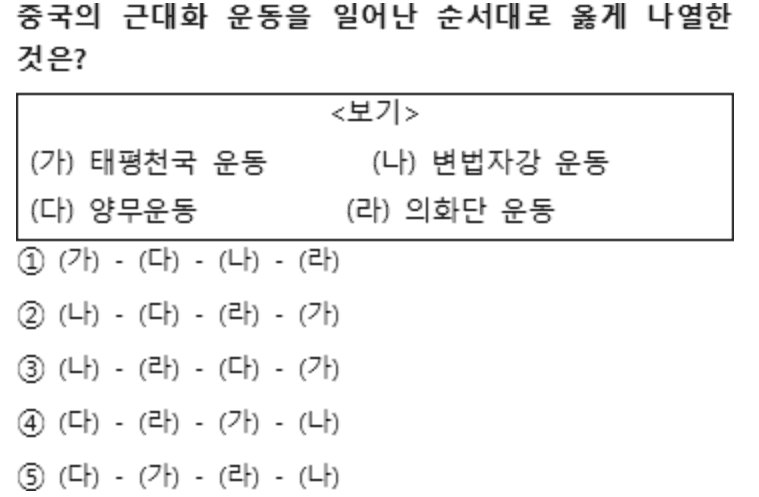 중국의 근대화 운동을 일어난 순서대로 옳게 나열한
것은?
<보기>
(가) 태평천국 운동 (나) 변법자강 운동
(다) 양무운동 (라) 의화단 운동
① (가) - (다) - (나) - (라)
② (나) - (다) - (라) - (가)
③ (나) - (라) - (다) - (가)
④ (다) - (라) - (가) - (나)
⑤ (다) - (가) - (라) - (나)